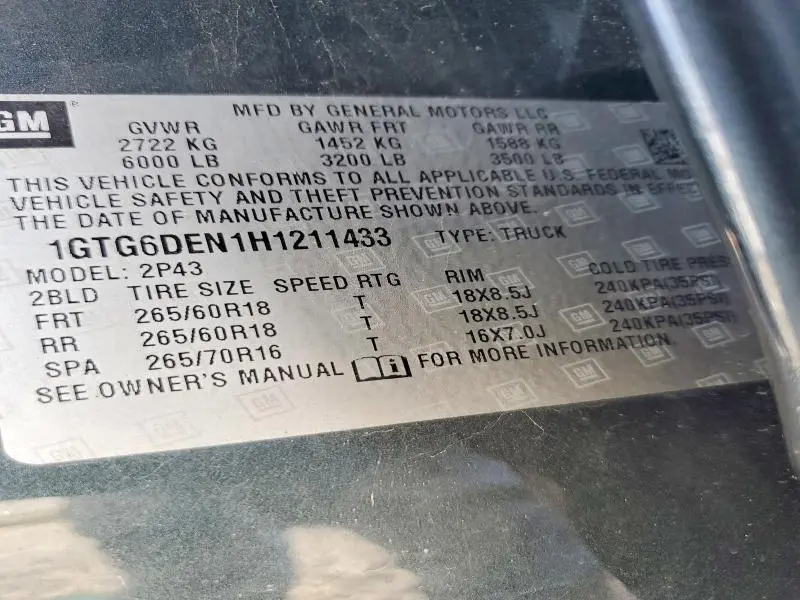 GM
MFD BY GENERAL MOTORS LLC
GVWR GAWR FRT GAWR RR
2722 KG 1452 KG 1588 KG
6000 LB 3200 LB 3500 LB
THIS VEHICLE CONFORMS TO ALL APPLICABLE U.S. FEDERAL MO
VEHICLE SAFETY AND THEFT PREVENTION STANDARDS IN EFFEC
THE DATE OF MANUFACTURE SHOWN ABOVE.
1GTG6DEN1H1211433 TYPE: TRUCK
MODEL: 2P43
2BLD TIRE SIZE SPEED RTG RIM COLD TIRE PRES
FRT 265/60R18 T 18X8.5J 240KPA(35PSI)
RR 265/60R18 T 18X8.5J 240KPA(35PSI)
SPA 265/70R16 T 16X7.0J 240KPA(35PSI)
SEE OWNER'S MANUAL FOR MORE INFORMATION.